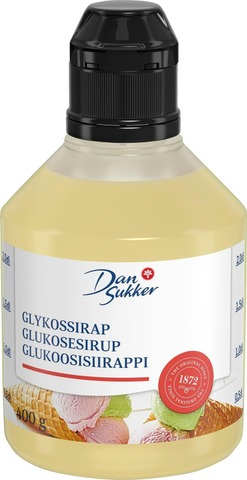 Dan
Sukker
GLYKOSSIRAP
GLUKOSESIRUP
GLUKOOSISIIRAPPI
1872
400 g